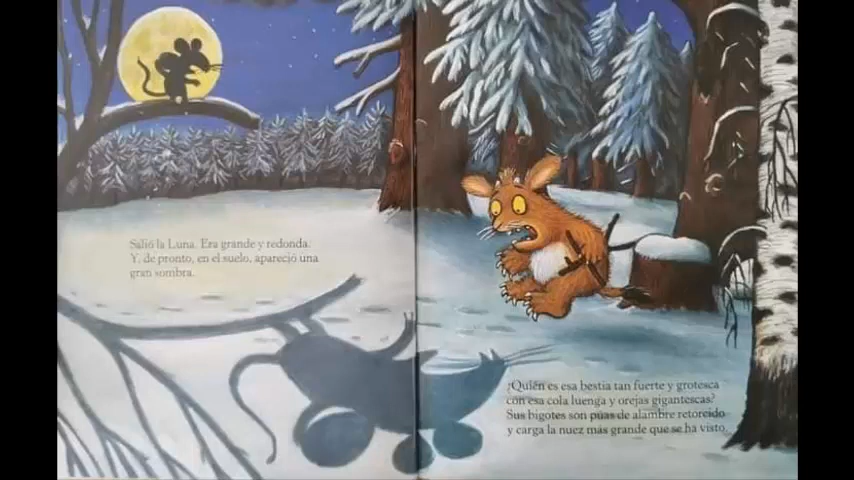 Salió la Luna. Era grande y redonda.
Y, de pronto, en el suelo, apareció una
gran sombra.
¿Quién es esa bestia tan fuerte y grotesca
con esa cola luenga y orejas gigantescas?
Sus bigotes son púas de alambre retorcido
y carga la nuez más grande que se ha visto.